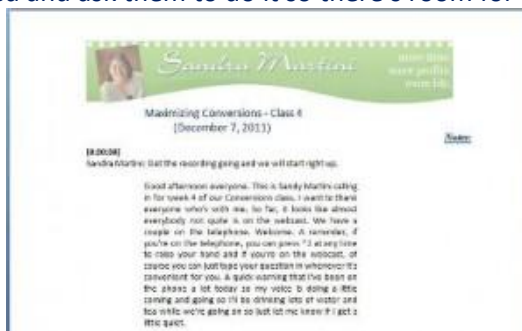 d and ask them to do it so there's room for
Sandra Martini
more time
more profits
more life
Maximizing Conversions - Class 4
(December 7, 2011)
Notes:
[0:00:00]
Sandra Martini: Get the recording going and we will start right up.
Good afternoon everyone. This is Sandy Martini calling
in for week 4 of our Conversions class. I want to thank
everyone who's with me. So far, it looks like almost
everybody not quite is on the webcast. We have a
couple on the telephone. Welcome. A reminder, if
you're on the telephone, you can press *2 at any time
to raise your hand and if you're on the webcast, of
course you can just type your question in whenever it's
convenient for you. A quick warning that I've been on
the phone a lot today so my voice is doing a little
coming and going so I'll be drinking lots of water and
tea while we're going on so just let me know if I get a
little quiet.